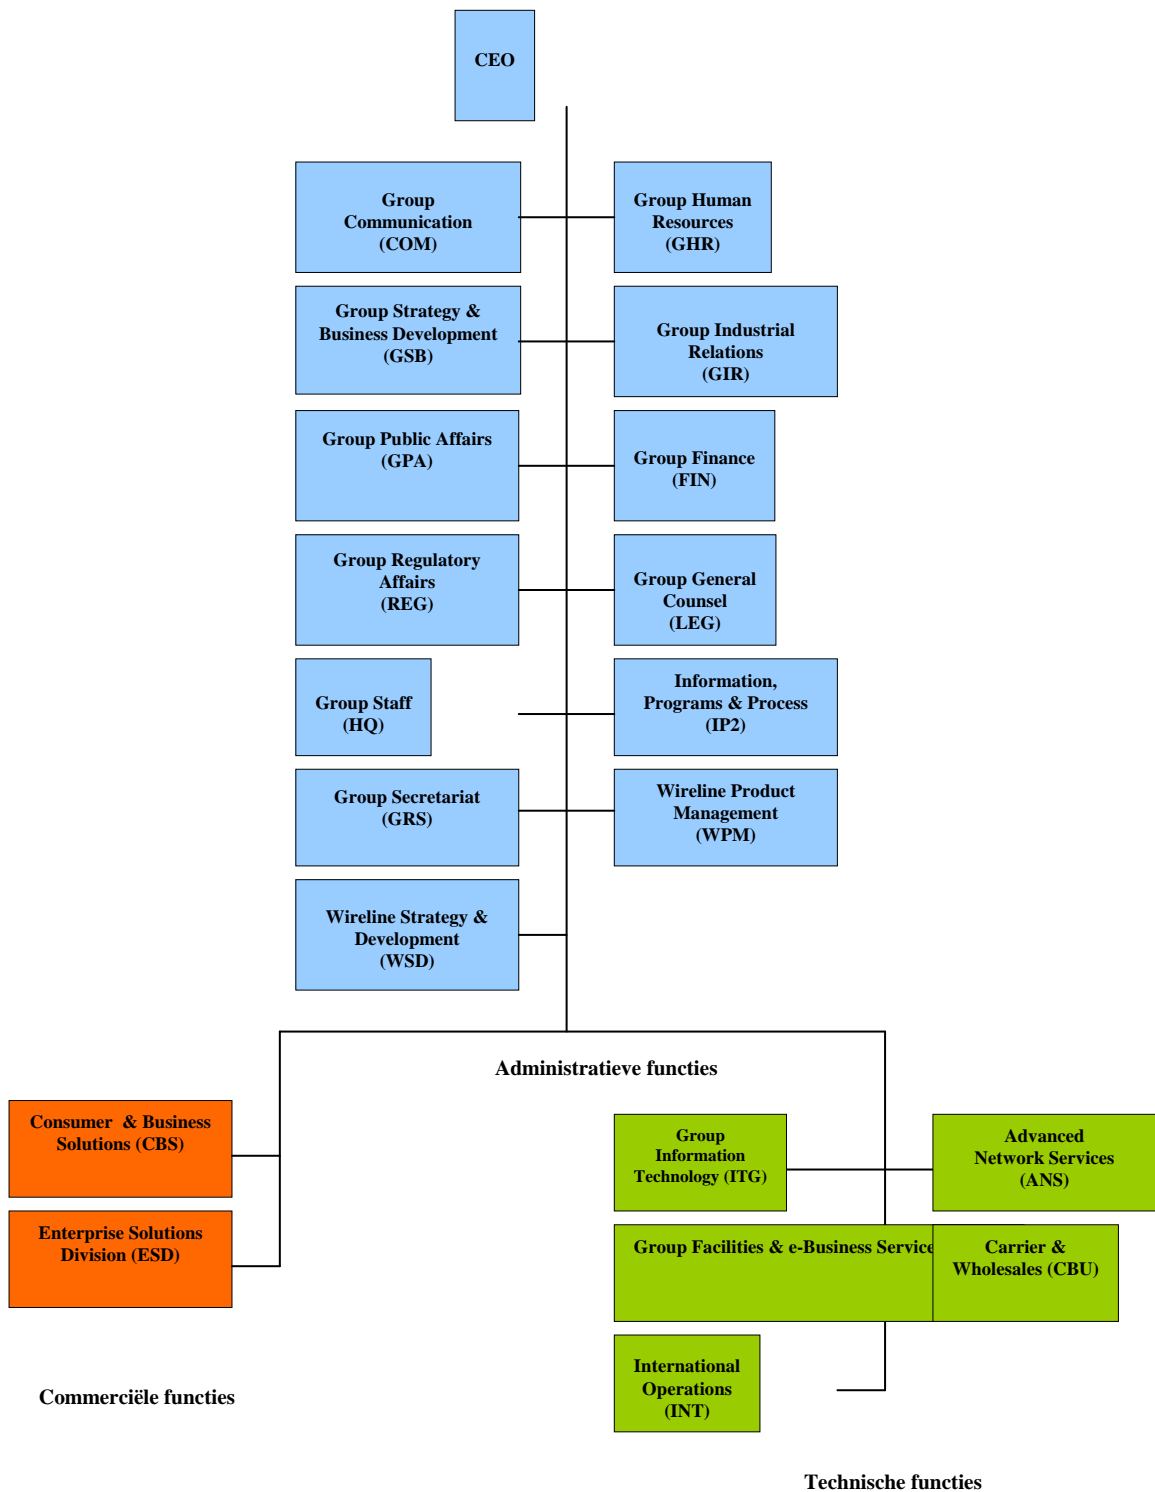 CEO
Group
Communication
(COM)
Group Human
Resources
(GHR)
Group Strategy &
Business Development
(GSB)
Group Industrial
Relations
(GIR)
Group Public Affairs
(GPA)
Group Finance
(FIN)
Group Regulatory
Affairs
(REG)
Group General
Counsel
(LEG)
Group Staff
(HQ)
Information,
Programs & Process
(IP2)
Group Secretariat
(GRS)
Wireline Product
Management
(WPM)
Wireline Strategy &
Development
(WSD)
Administratieve functies
Consumer & Business
Solutions (CBS)
Enterprise Solutions
Division (ESD)
Commerciële functies
Group
Information
Technology (ITG)
Advanced
Network Services
(ANS)
Group Facilities & e-Business Service
Carrier &
Wholesales (CBU)
International
Operations
(INT)
Technische functies